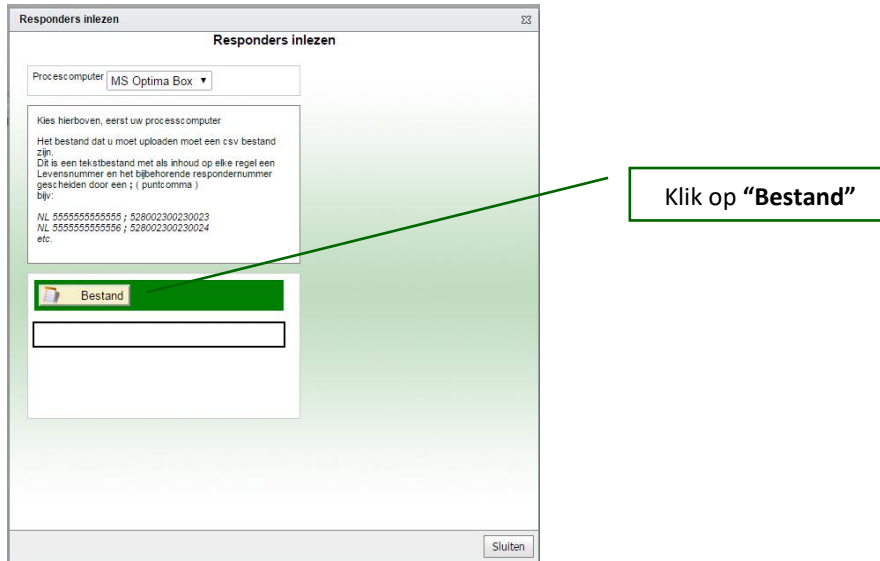 Responders inlezen
Responders inlezen
Procescomputer MS Optima Box
Kies hierboven, eerst uw processcomputer
Het bestand dat u moet uploaden moet een csv bestand
zijn.
Dit is een tekstbestand met als inhoud op elke regel een
Levensnummer en het bijbehorende respondernummer
gescheiden door een ; ( puntcomma )
bijv:
NL 5555555555555 ; 528002300230023
NL 5555555555556 ; 528002300230024
etc.
Klik op “Bestand”
Bestand
Sluiten